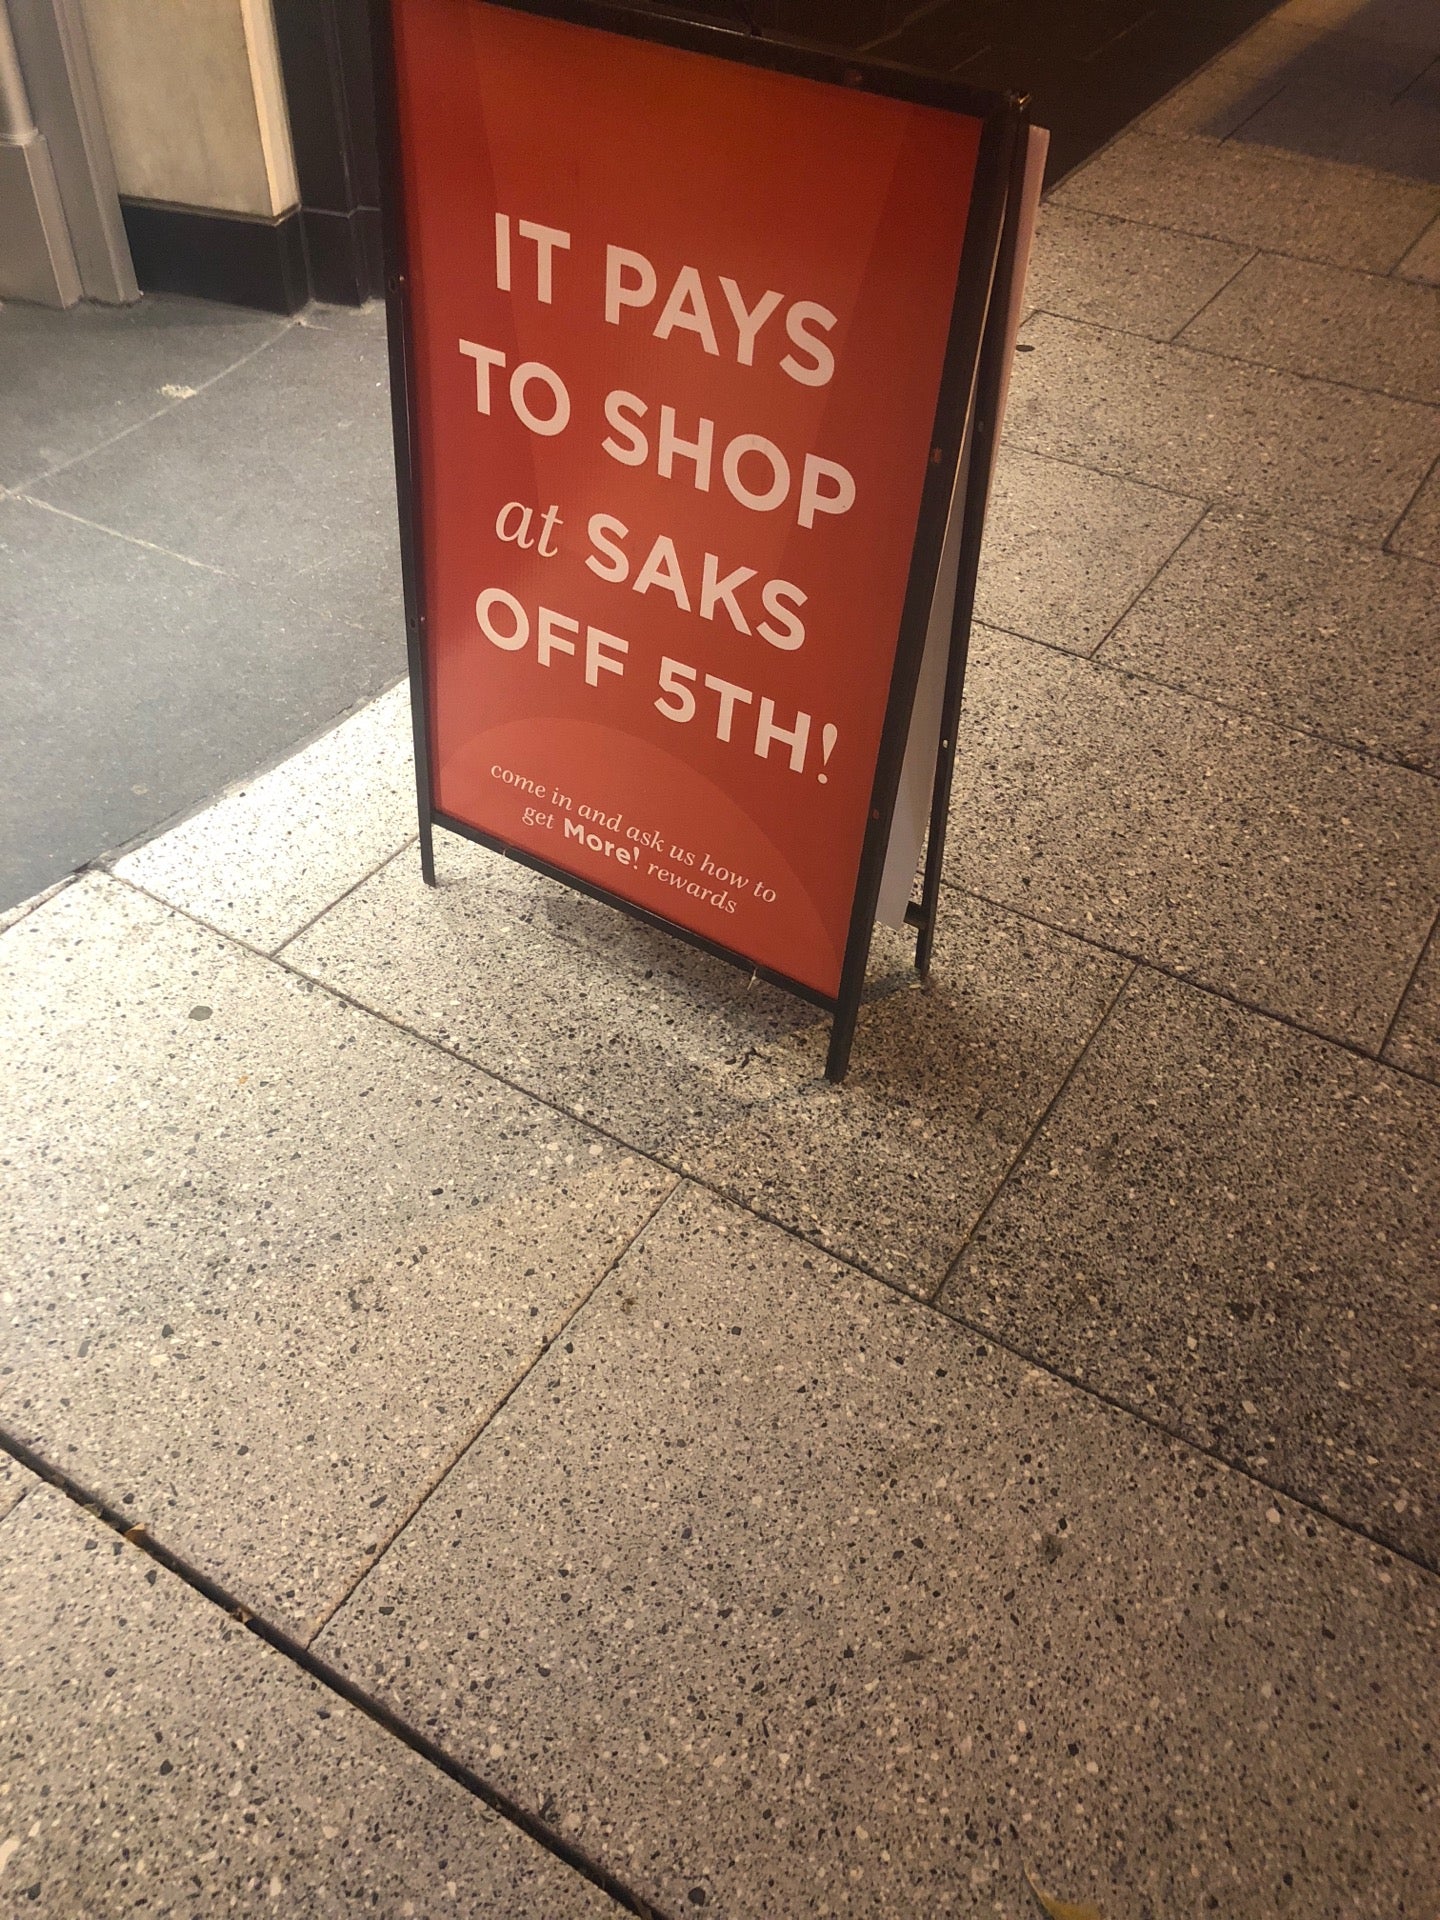 IT PAYS
TO SHOP
at SAKS
OFF 5TH!
come in and ask us how to
get More! rewards